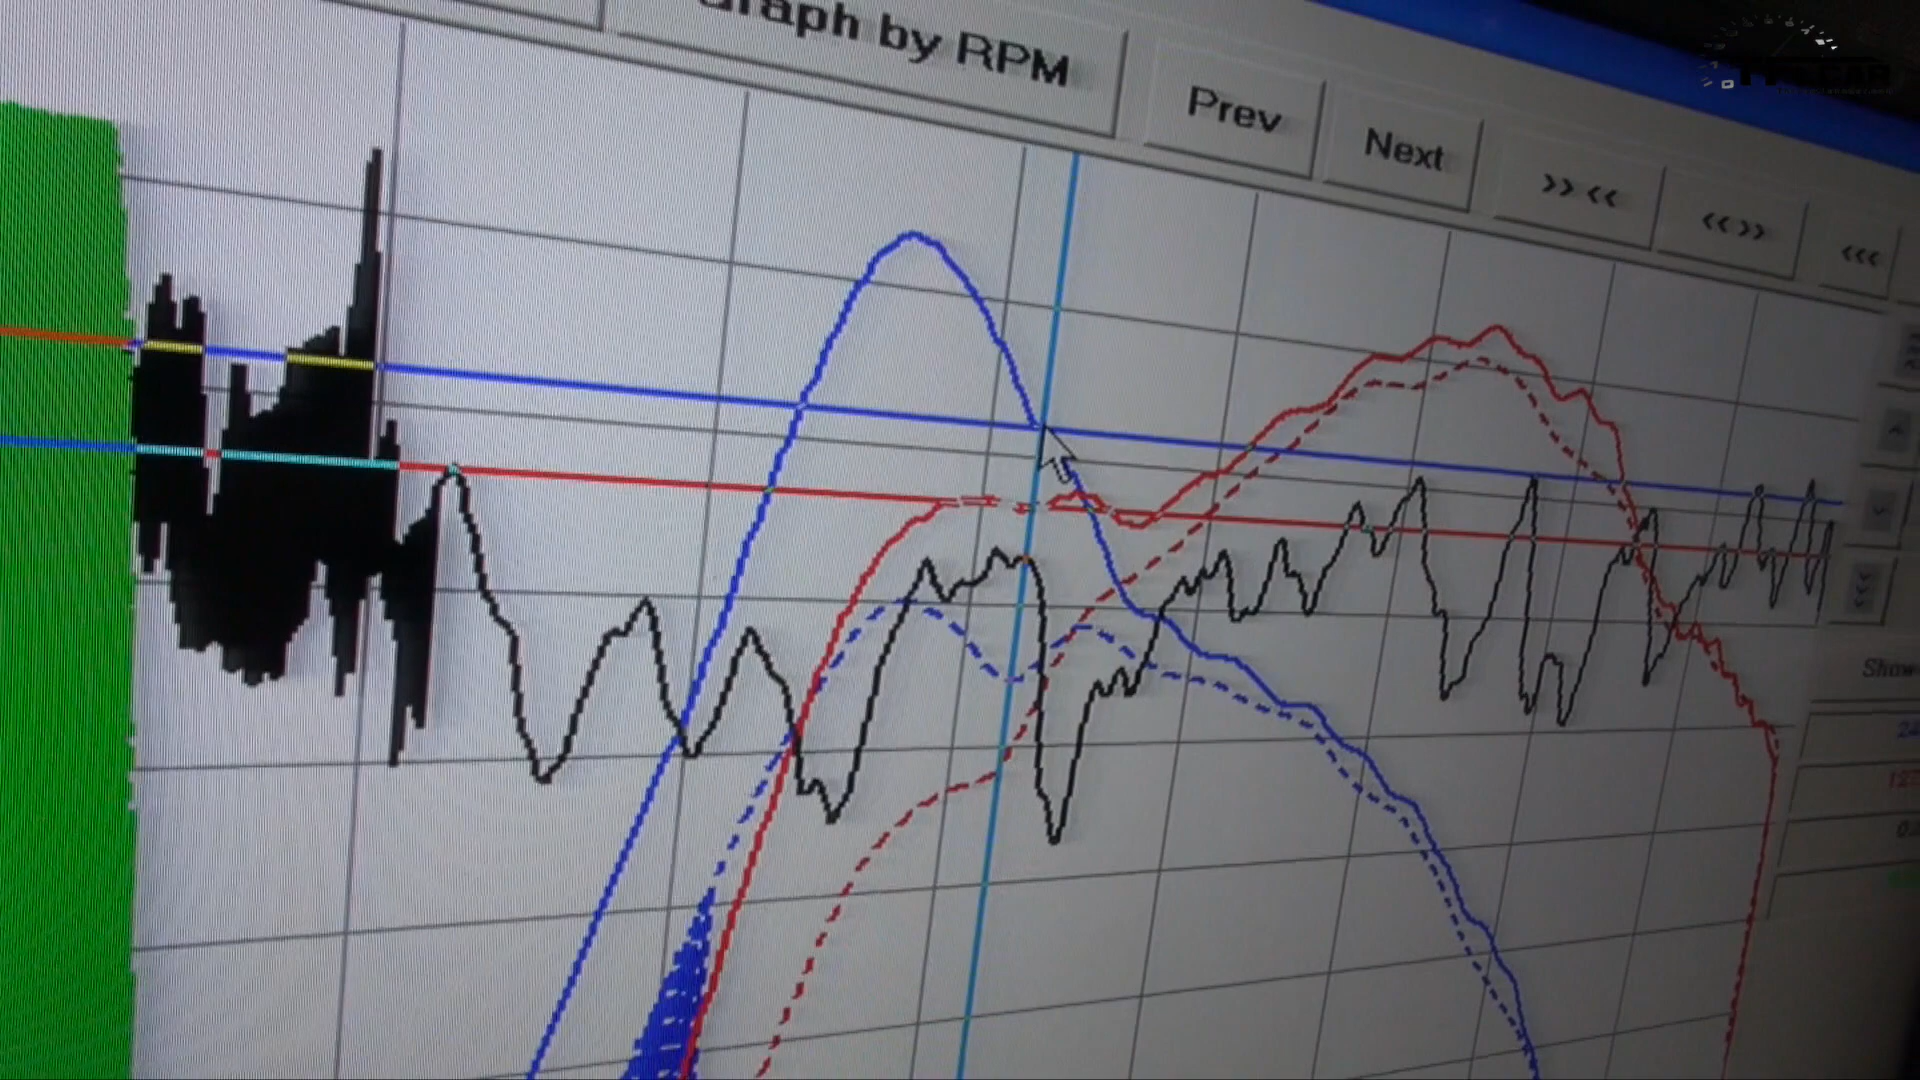 Graph by RPM
Prev
Next
>> <<
<< >>
<<<
Show